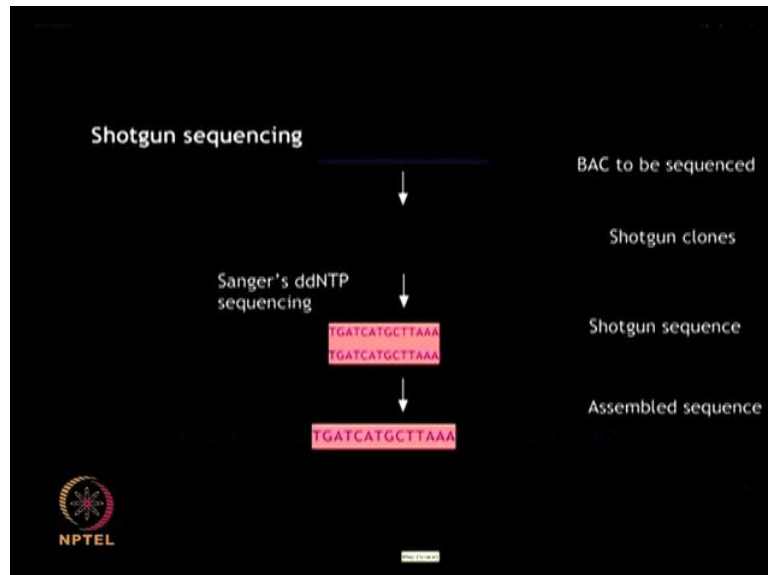 Shotgun sequencing
BAC to be sequenced
Shotgun clones
Sanger's ddNTP
sequencing
Shotgun sequence
TGATCATGCTTAAA
TGATCATGCTTAAA
Assembled sequence
TGATCATGCTTAAA
NPTEL